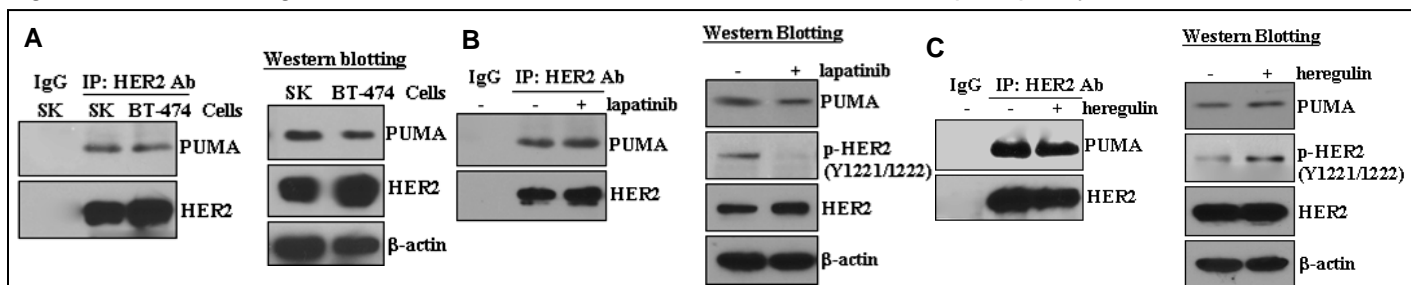 A
IgG IP: HER2 Ab
SK SK BT-474 Cells
PUMA
HER2
Western blotting
SK BT-474 Cells
PUMA
HER2
β-actin
B
IgG IP: HER2 Ab
- - + lapatinib
PUMA
HER2
Western Blotting
- + lapatinib
PUMA
p-HER2
(Y1221/1222)
HER2
β-actin
C
IgG IP: HER2 Ab
- - + heregulin
PUMA
HER2
Western Blotting
- + heregulin
PUMA
p-HER2
(Y1221/1222)
HER2
β-actin